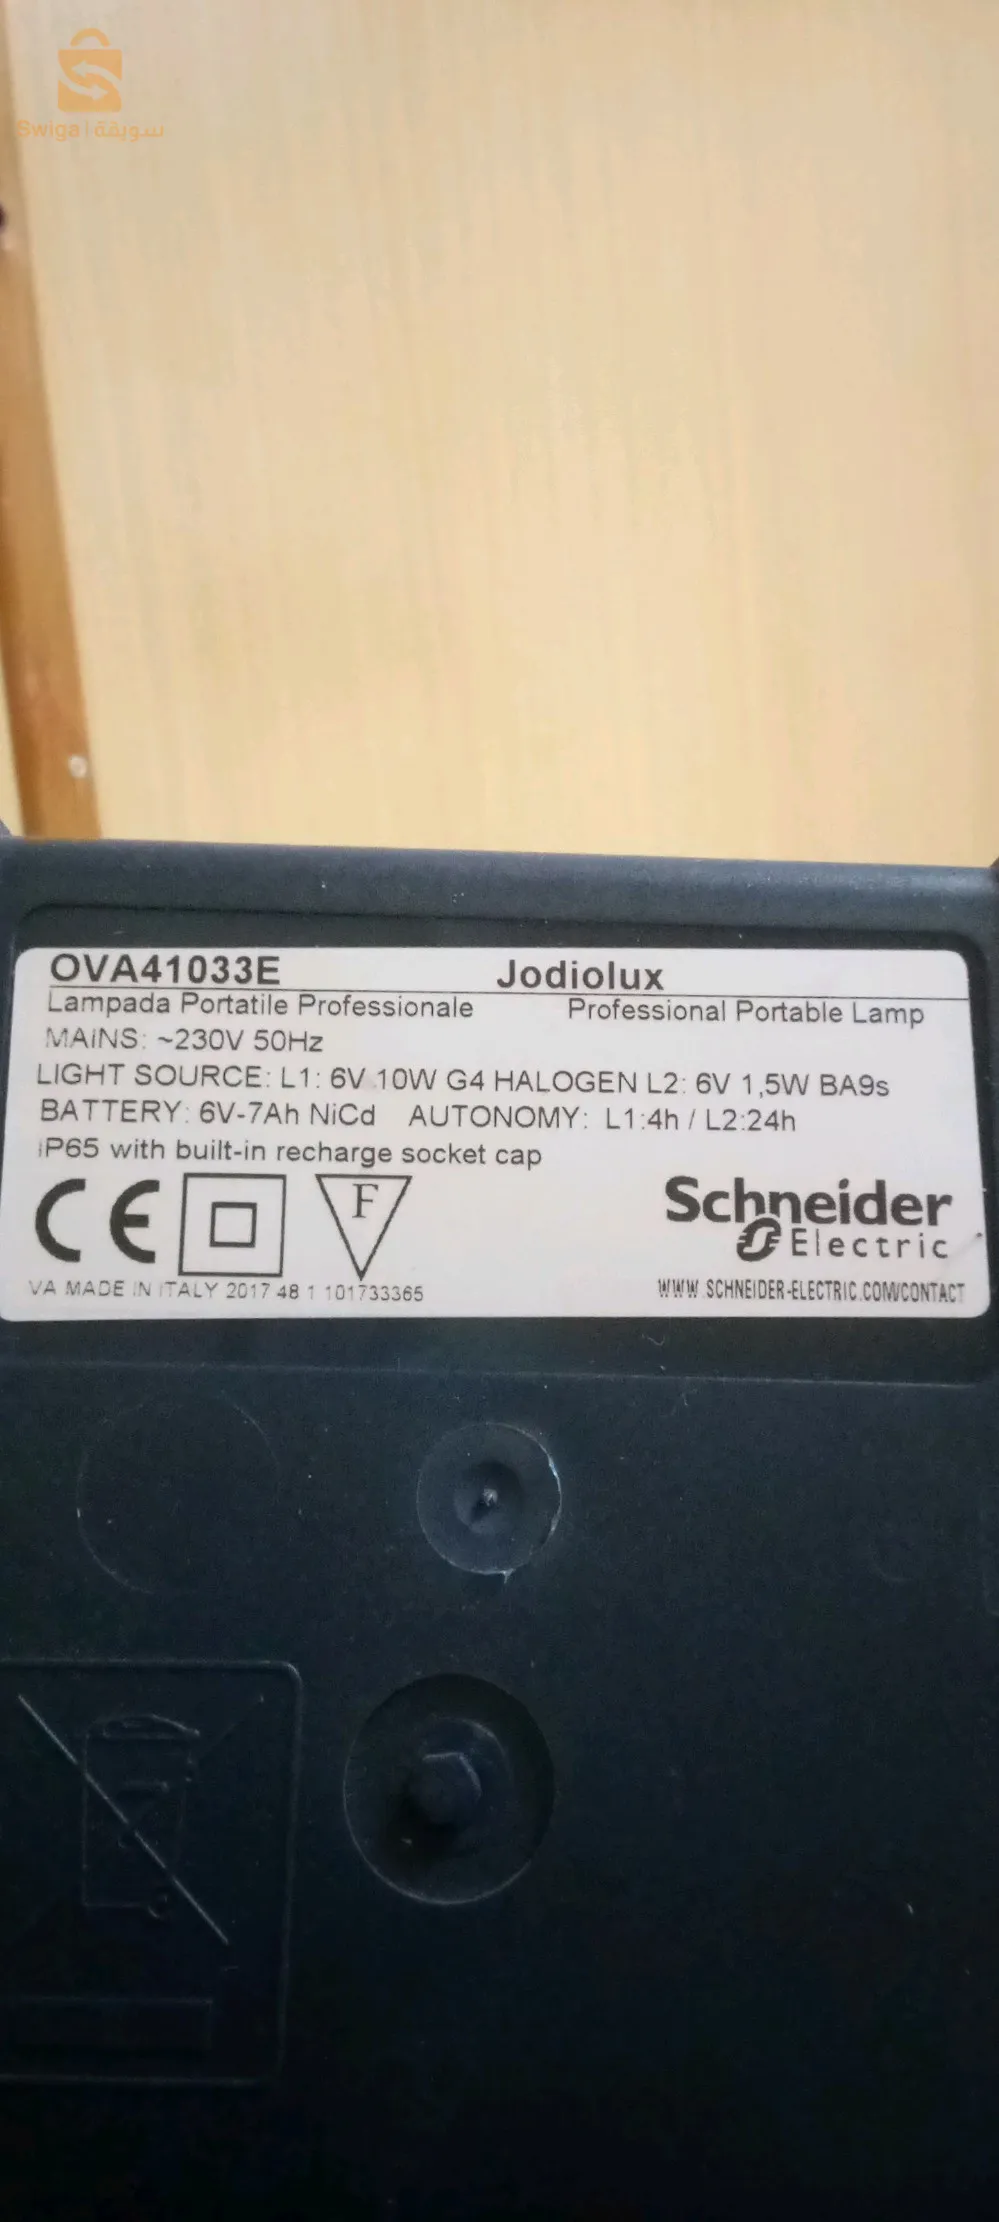 Swiga | سويقة
OVA41033E Jodiolux
Lampada Portatile Professionale Professional Portable Lamp
MAINS: ~230V 50Hz
LIGHT SOURCE: L1: 6V 10W G4 HALOGEN L2: 6V 1,5W BA9s
BATTERY: 6V-7Ah NiCd AUTONOMY: L1:4h / L2:24h
IP65 with built-in recharge socket cap
CE F Schneider
Electric
VA MADE IN ITALY 2017 48 1 101733365 WWW.SCHNEIDER-ELECTRIC.COM/CONTACT